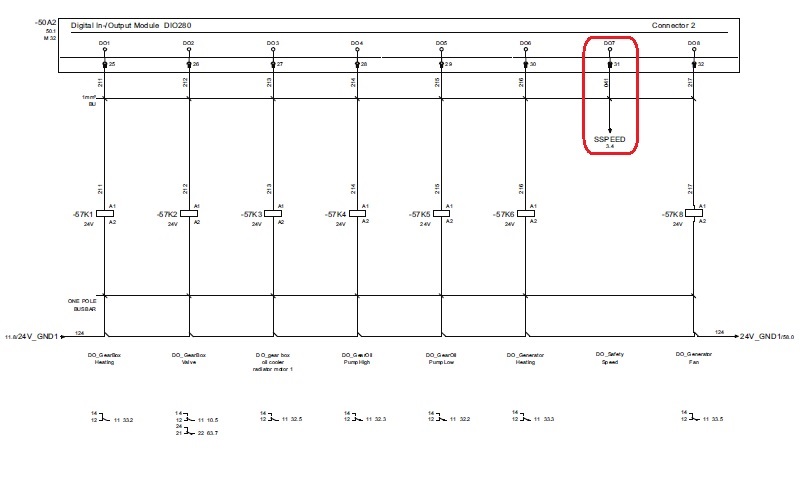 -50A2 Digital In-/Output Module DIO280 Connector 2
50.1
M 32
DO1 DO2 DO3 DO4 DO5 DO6 DO7 DO8
25 26 27 28 29 30 31 32
211 212 213 214 215 216 041 217
1mm²
BLI
SSPEED
3.4
211 212 213 214 215 216 217
A1 A1 A1 A1 A1 A1 A1
-57K1 -57K2 -57K3 -57K4 -57K5 -57K6 -57K8
24V 24V 24V 24V 24V 24V 24V
A2 A2 A2 A2 A2 A2 A2
ONE POLE
BUSBAR
124 124
11.8/24V_GND1 24V_GND1/58.0
DO_GearBox DO_GearBox DO_gear box DO_GearOil DO_GearOil DO_Generator DO_Safety DO_Generator
Heating Valve oil cooler PumpHigh PumpLow Heating Speed Fan
radiator motor 1
14 14 14 14 14 14 14
12 11 33.2 12 11 10.5 12 11 32.5 12 11 32.3 12 11 32.2 12 11 33.3 12 11 33.5
24
21 22 63.7